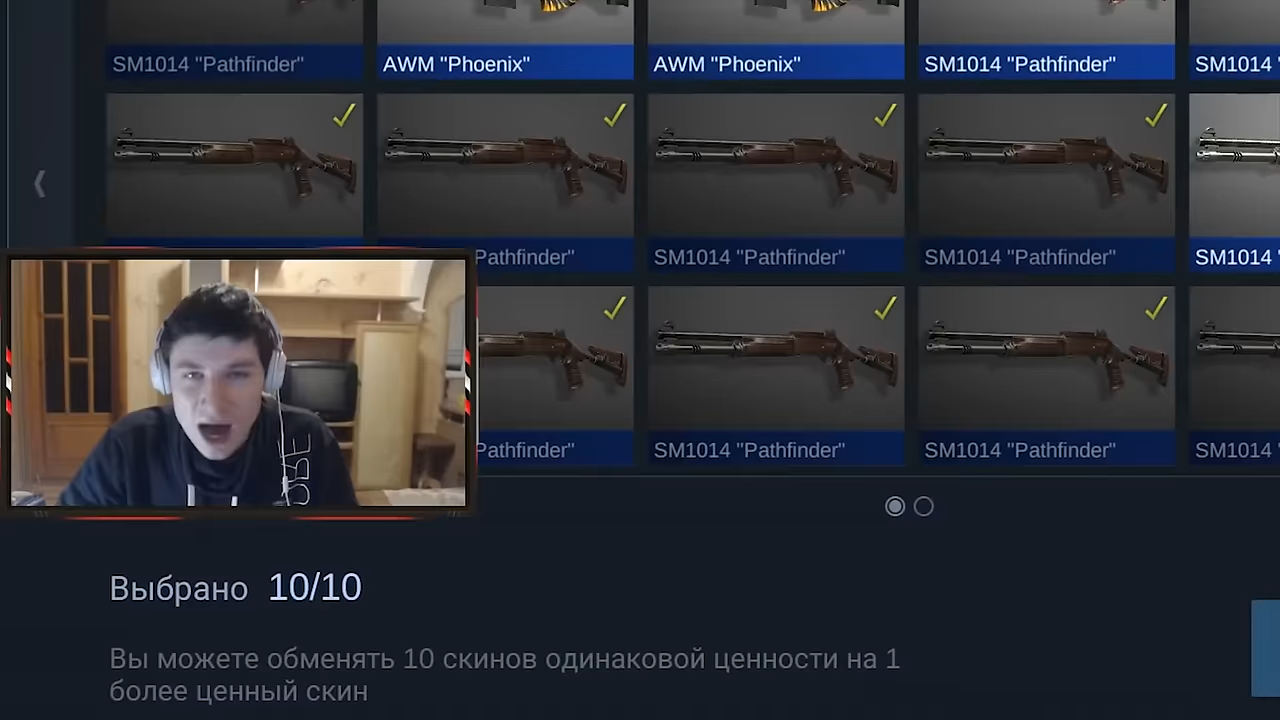 SM1014 "Pathfinder"
AWM "Phoenix"
AWM "Phoenix"
SM1014 "Pathfinder"
SM1014 "
Pathfinder"
SM1014 "Pathfinder"
SM1014 "Pathfinder"
SM1014 "
Pathfinder"
SM1014 "Pathfinder"
SM1014 "Pathfinder"
SM1014 "
Выбрано 10/10
Вы можете обменять 10 скинов одинаковой ценности на 1
более ценный скин